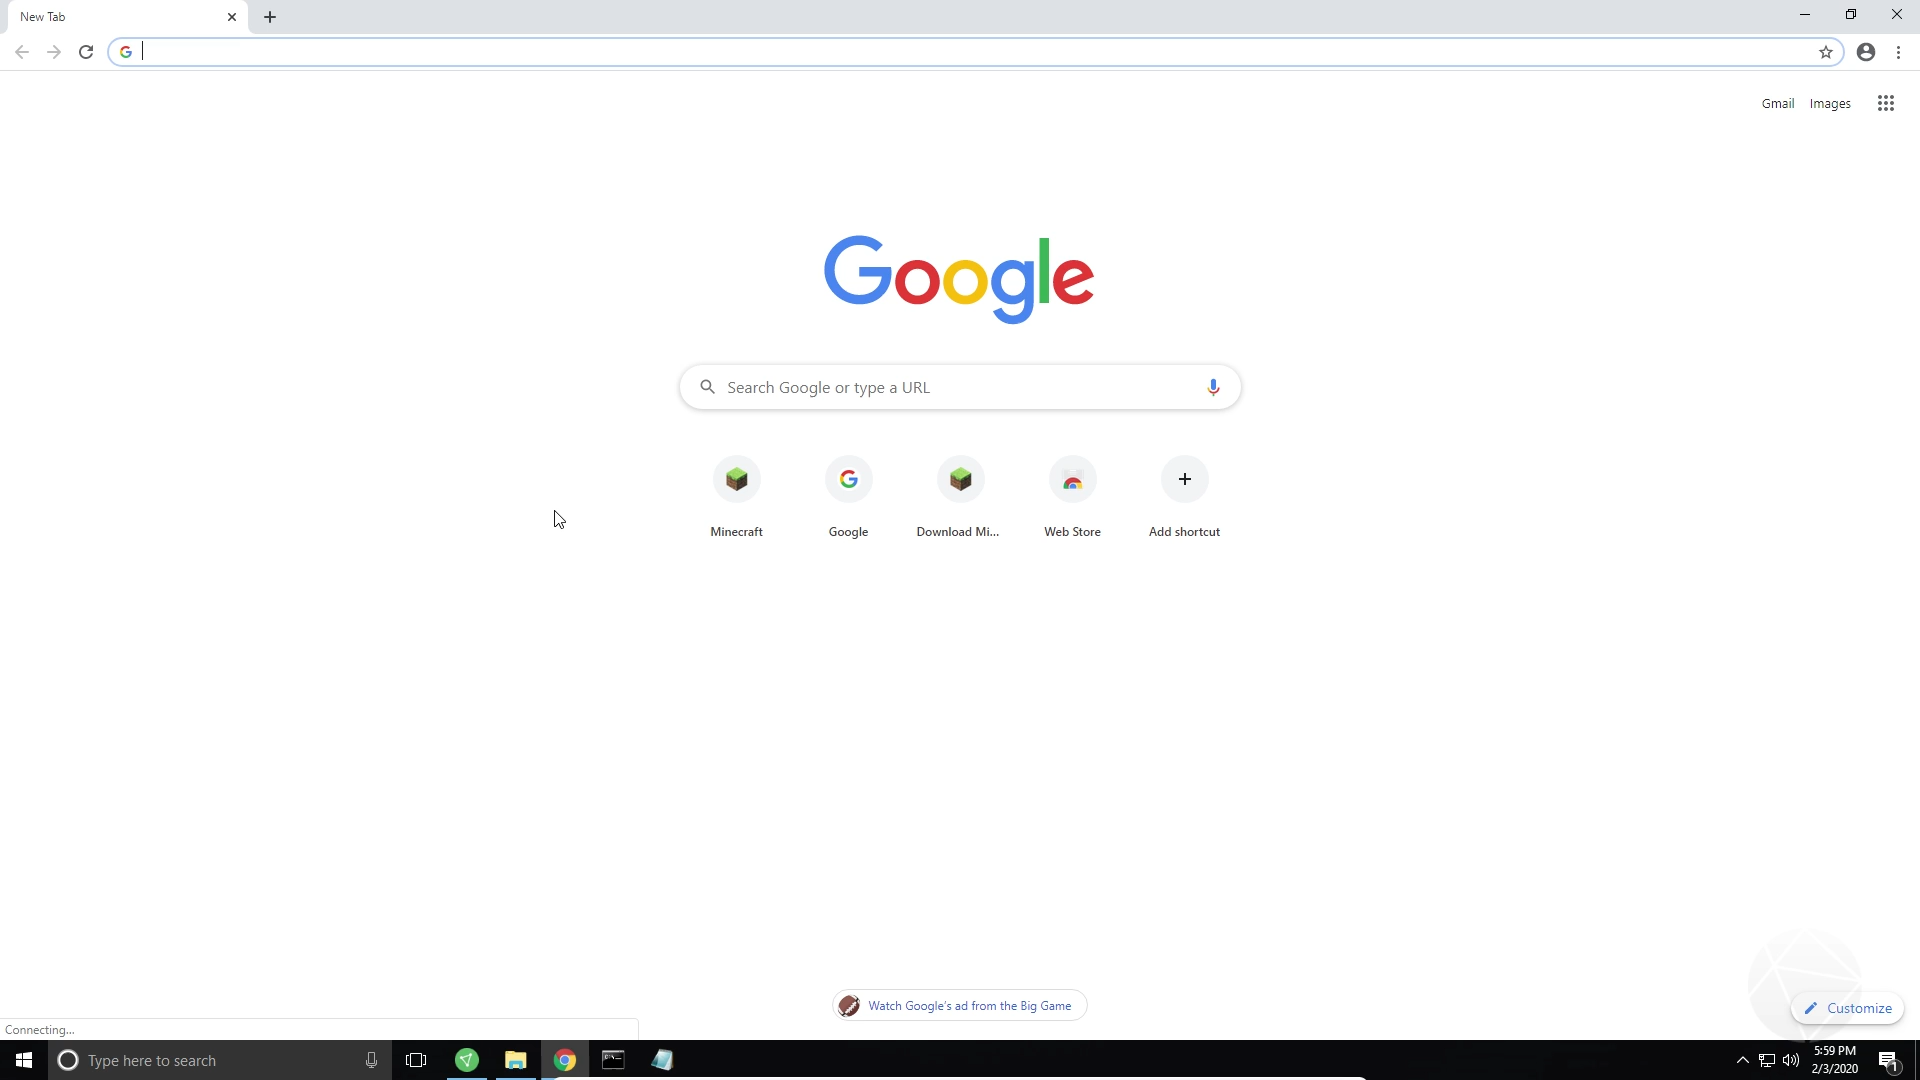 New Tab
Gmail Images
Google
Search Google or type a URL
Minecraft
Google
Download Mi...
Web Store
Add shortcut
Watch Google's ad from the Big Game
Customize
Connecting...
Type here to search
5:59 PM
2/3/2020
1